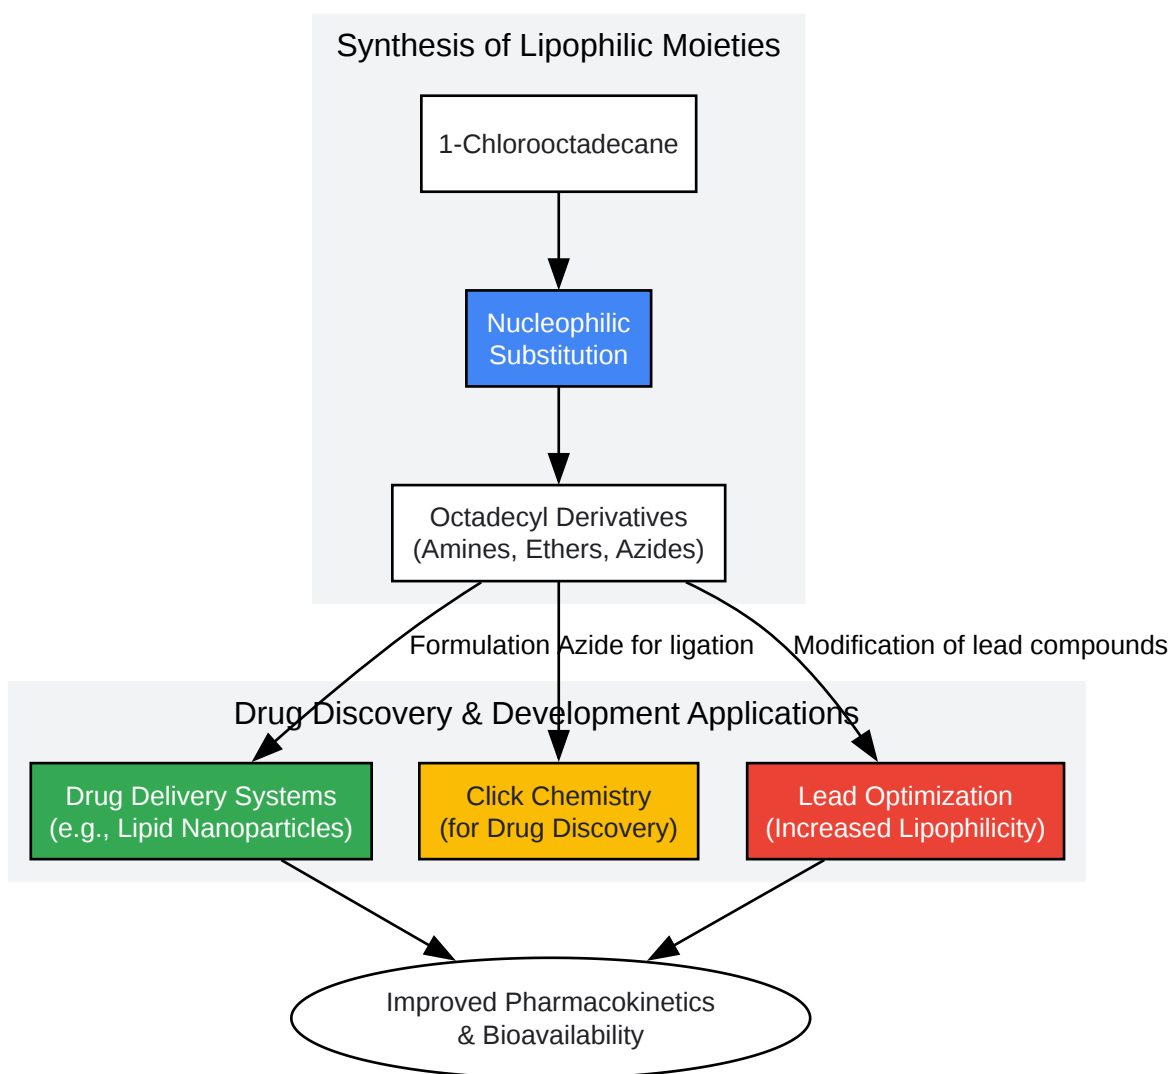 Synthesis of Lipophilic Moieties
1-Chlorooctadecane
Nucleophilic
Substitution
Octadecyl Derivatives
(Amines, Ethers, Azides)
Formulation
Azide for ligation
Modification of lead compounds
Drug Discovery & Development Applications
Drug Delivery Systems
(e.g., Lipid Nanoparticles)
Click Chemistry
(for Drug Discovery)
Lead Optimization
(Increased Lipophilicity)
Improved Pharmacokinetics
& Bioavailability